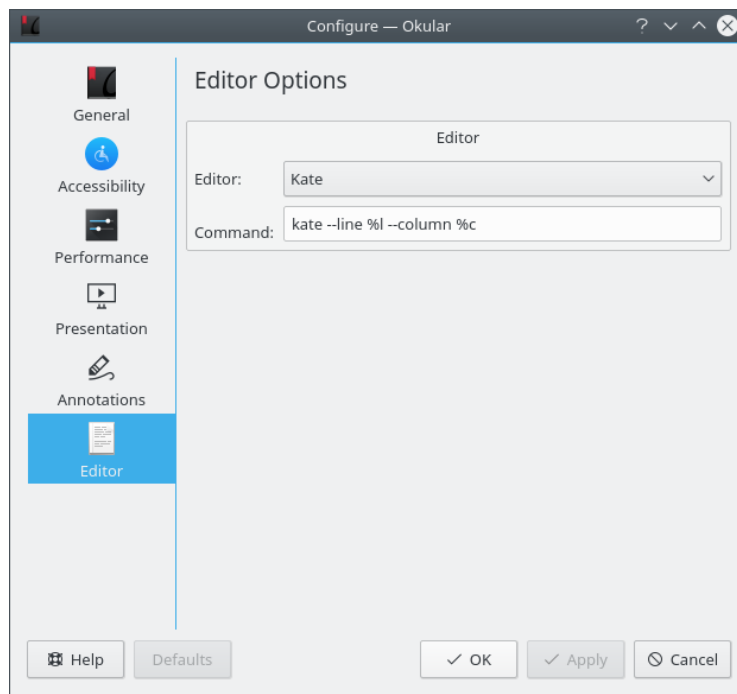 Configure — Okular
General
Accessibility
Performance
Presentation
Annotations
Editor
Editor Options
Editor
Editor: Kate
Command: kate --line %l --column %c
Help Defaults OK Apply Cancel